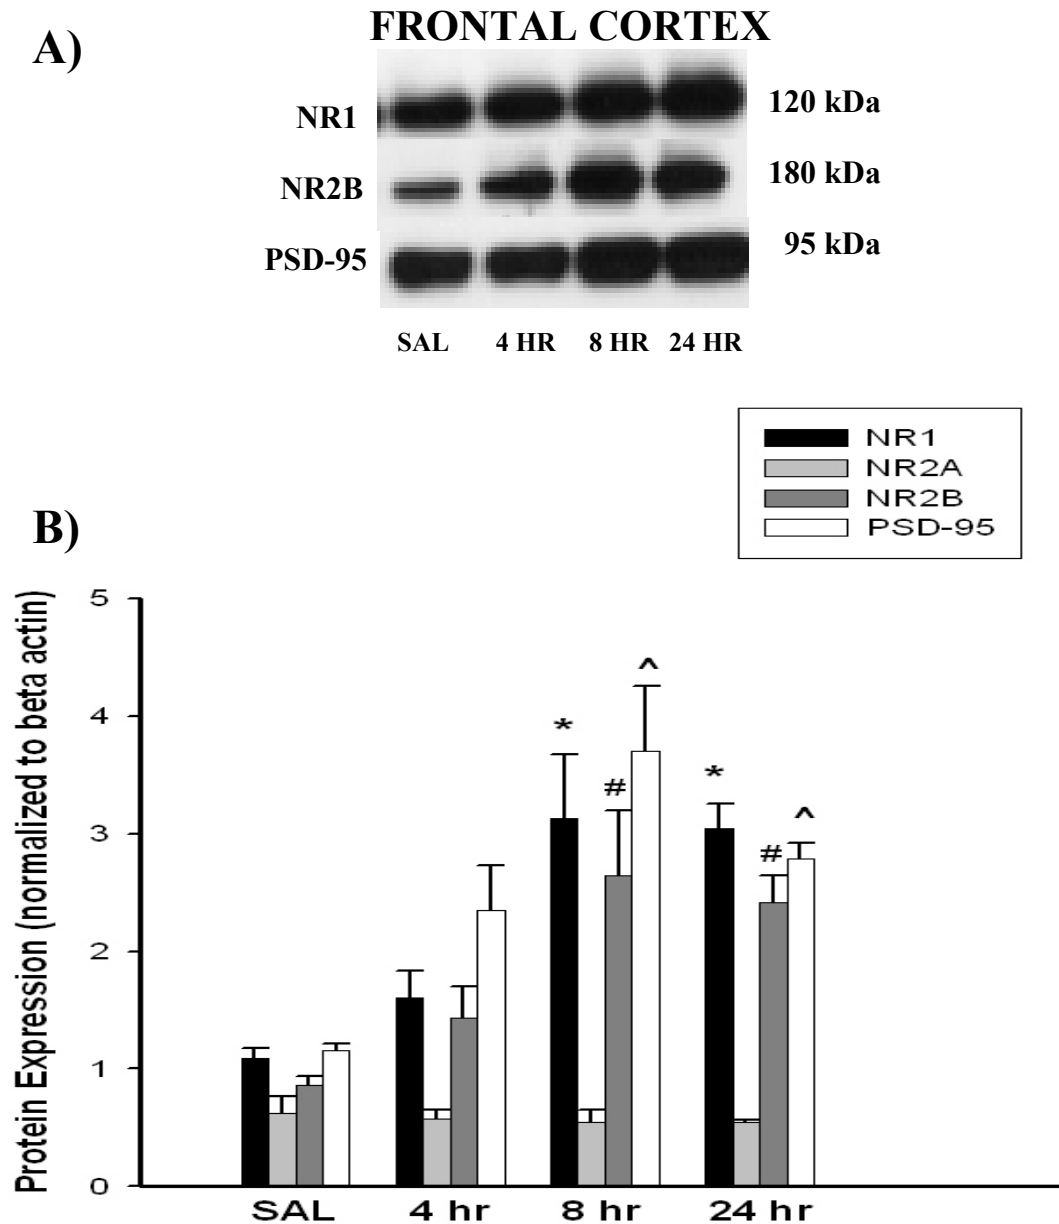 A)
FRONTAL CORTEX
NR1
120 kDa
NR2B
180 kDa
PSD-95
95 kDa
SAL 4 HR 8 HR 24 HR
B)
NR1
NR2A
NR2B
PSD-95
Protein Expression (normalized to beta actin)
5
4
3
2
1
0
* # ^
* # ^
SAL 4 hr 8 hr 24 hr